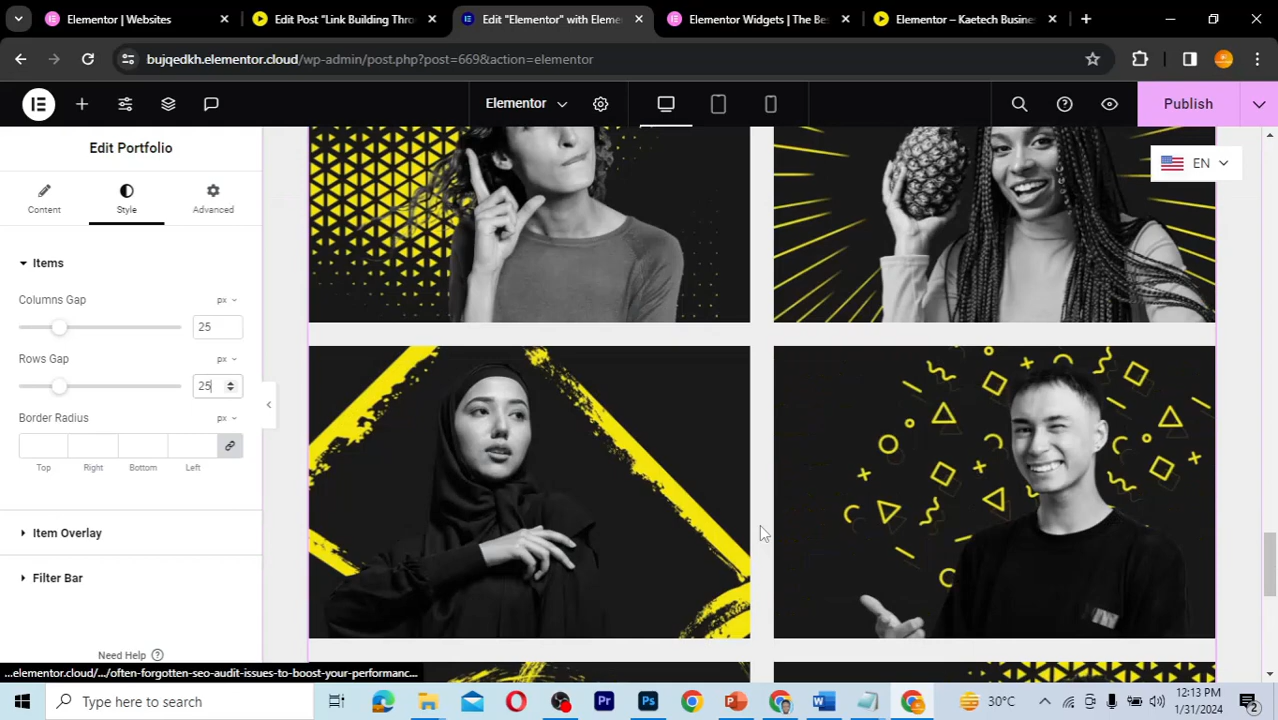 Elementor | Websites
Edit Post "Link Building Thro
Edit "Elementor" with Eleme
Elementor Widgets | The Be
Elementor – Kaetech Busine
bujqedkh.elementor.cloud/wp-admin/post.php?post=669&action=elementor
Elementor
Publish
Edit Portfolio
EN
Content
Style
Advanced
Items
Columns Gap
px
25
Rows Gap
px
25
Border Radius
px
Top
Right
Bottom
Left
Item Overlay
Filter Bar
Need Help
...elementor.cloud/.../often-forgotten-seo-audit-issues-to-boost-your-performanc...
Type here to search
30°C
12:13 PM
1/31/2024
2